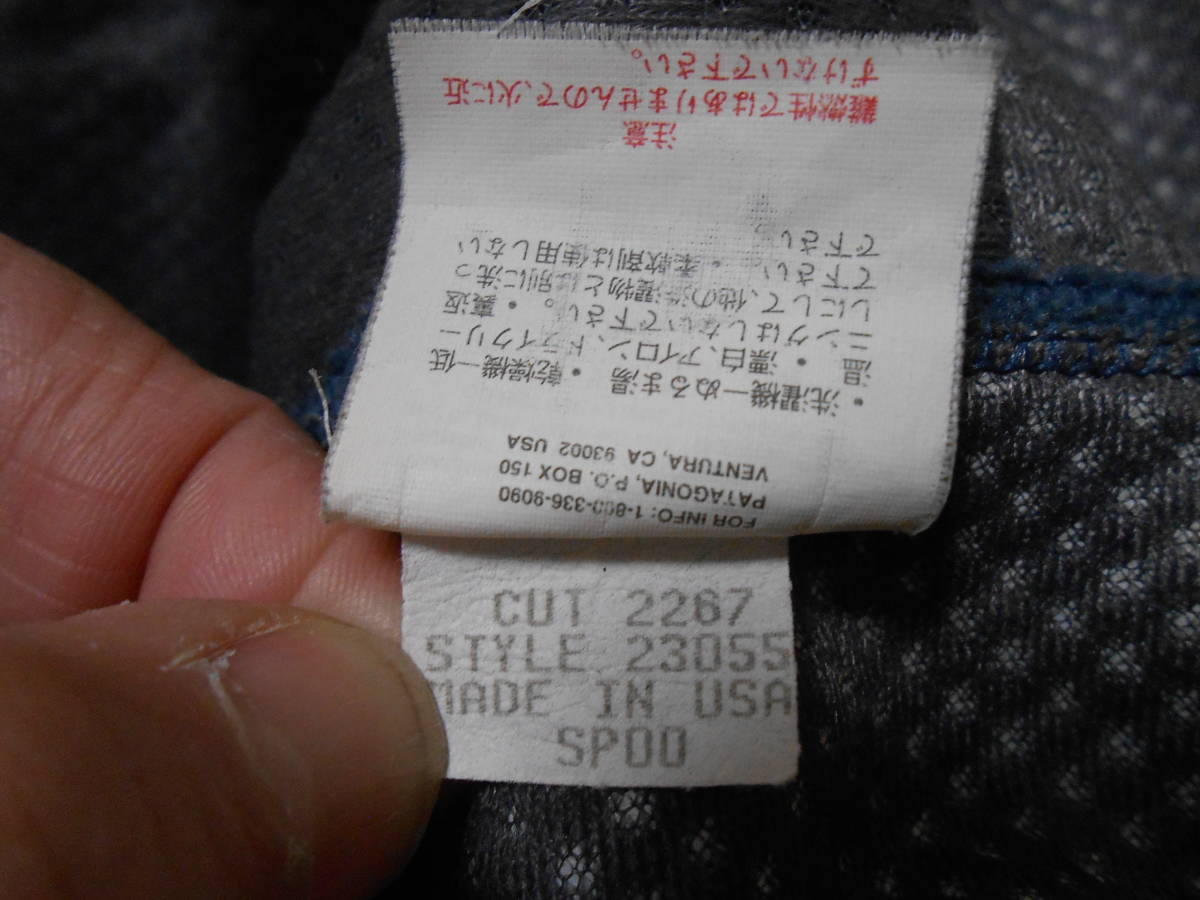 FOR INFO: 1-800-336-9090
PATAGONIA, P.O. BOX 150
VENTURA, CA 93002 USA
・洗濯機―ぬるま湯 ・乾燥機―低
温 ・漂白、アイロン、ドライクリー
ニングはしないで下さい。・裏返
しにして、他の洗濯物とは別に洗っ
て下さい。・柔軟剤は使用しない
で下さい。
注意
難燃性ではありませんので、火に近
ずけないで下さい。
CUT 2267
STYLE 23055
MADE IN USA
SP00